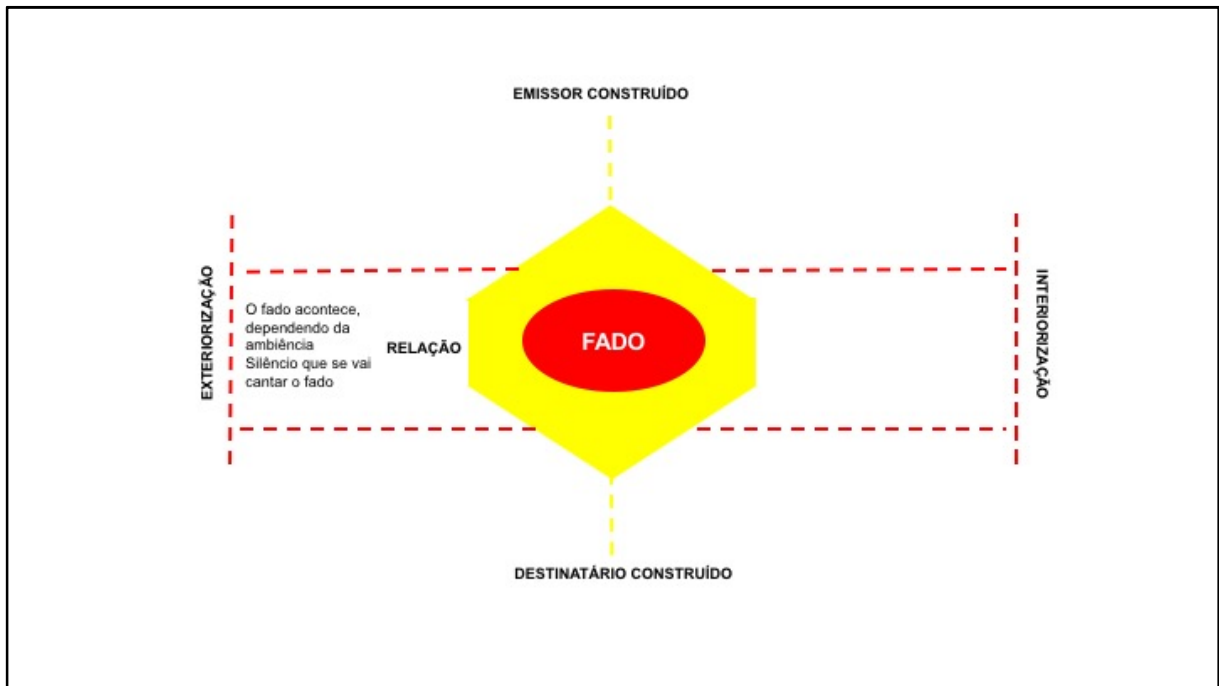 EMISSOR CONSTRUÍDO
EXTERIORIZAÇÃO
O fado acontece,
dependendo da
ambiência
Silêncio que se vai
cantar o fado
RELAÇÃO
FADO
INTERIORIZAÇÃO
DESTINATÁRIO CONSTRUÍDO